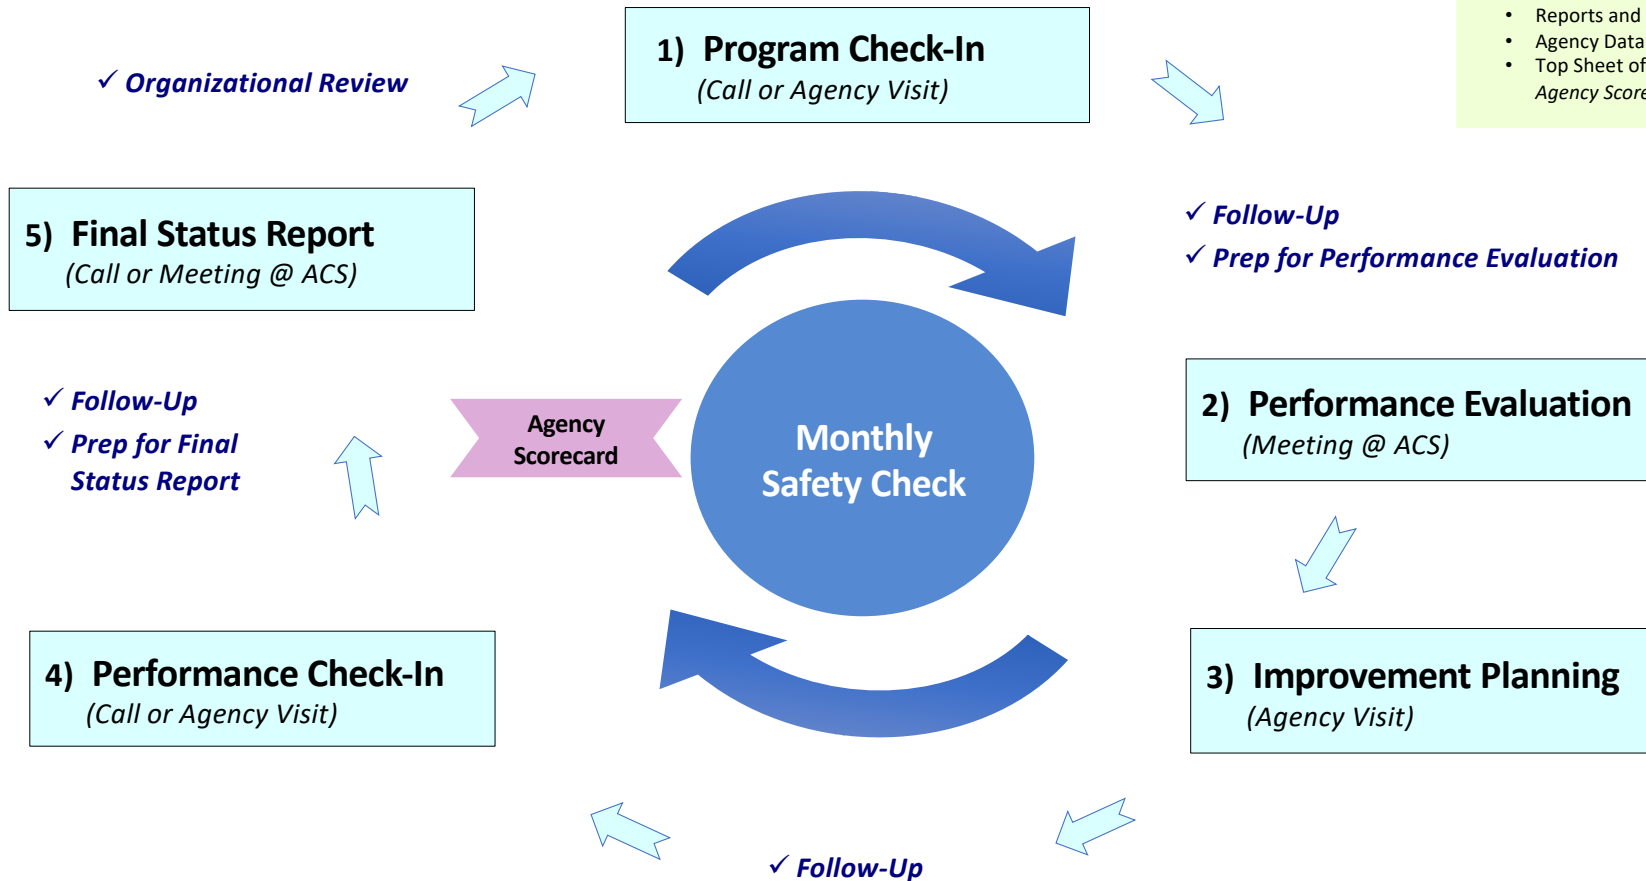 1) Program Check-In
(Call or Agency Visit)
• Reports and
• Agency Data
• Top Sheet of
Agency Score
✓ Organizational Review
5) Final Status Report
(Call or Meeting @ ACS)
✓ Follow-Up
✓ Prep for Performance Evaluation
✓ Follow-Up
✓ Prep for Final
Status Report
Agency
Scorecard
Monthly
Safety Check
2) Performance Evaluation
(Meeting @ ACS)
4) Performance Check-In
(Call or Agency Visit)
3) Improvement Planning
(Agency Visit)
✓ Follow-Up